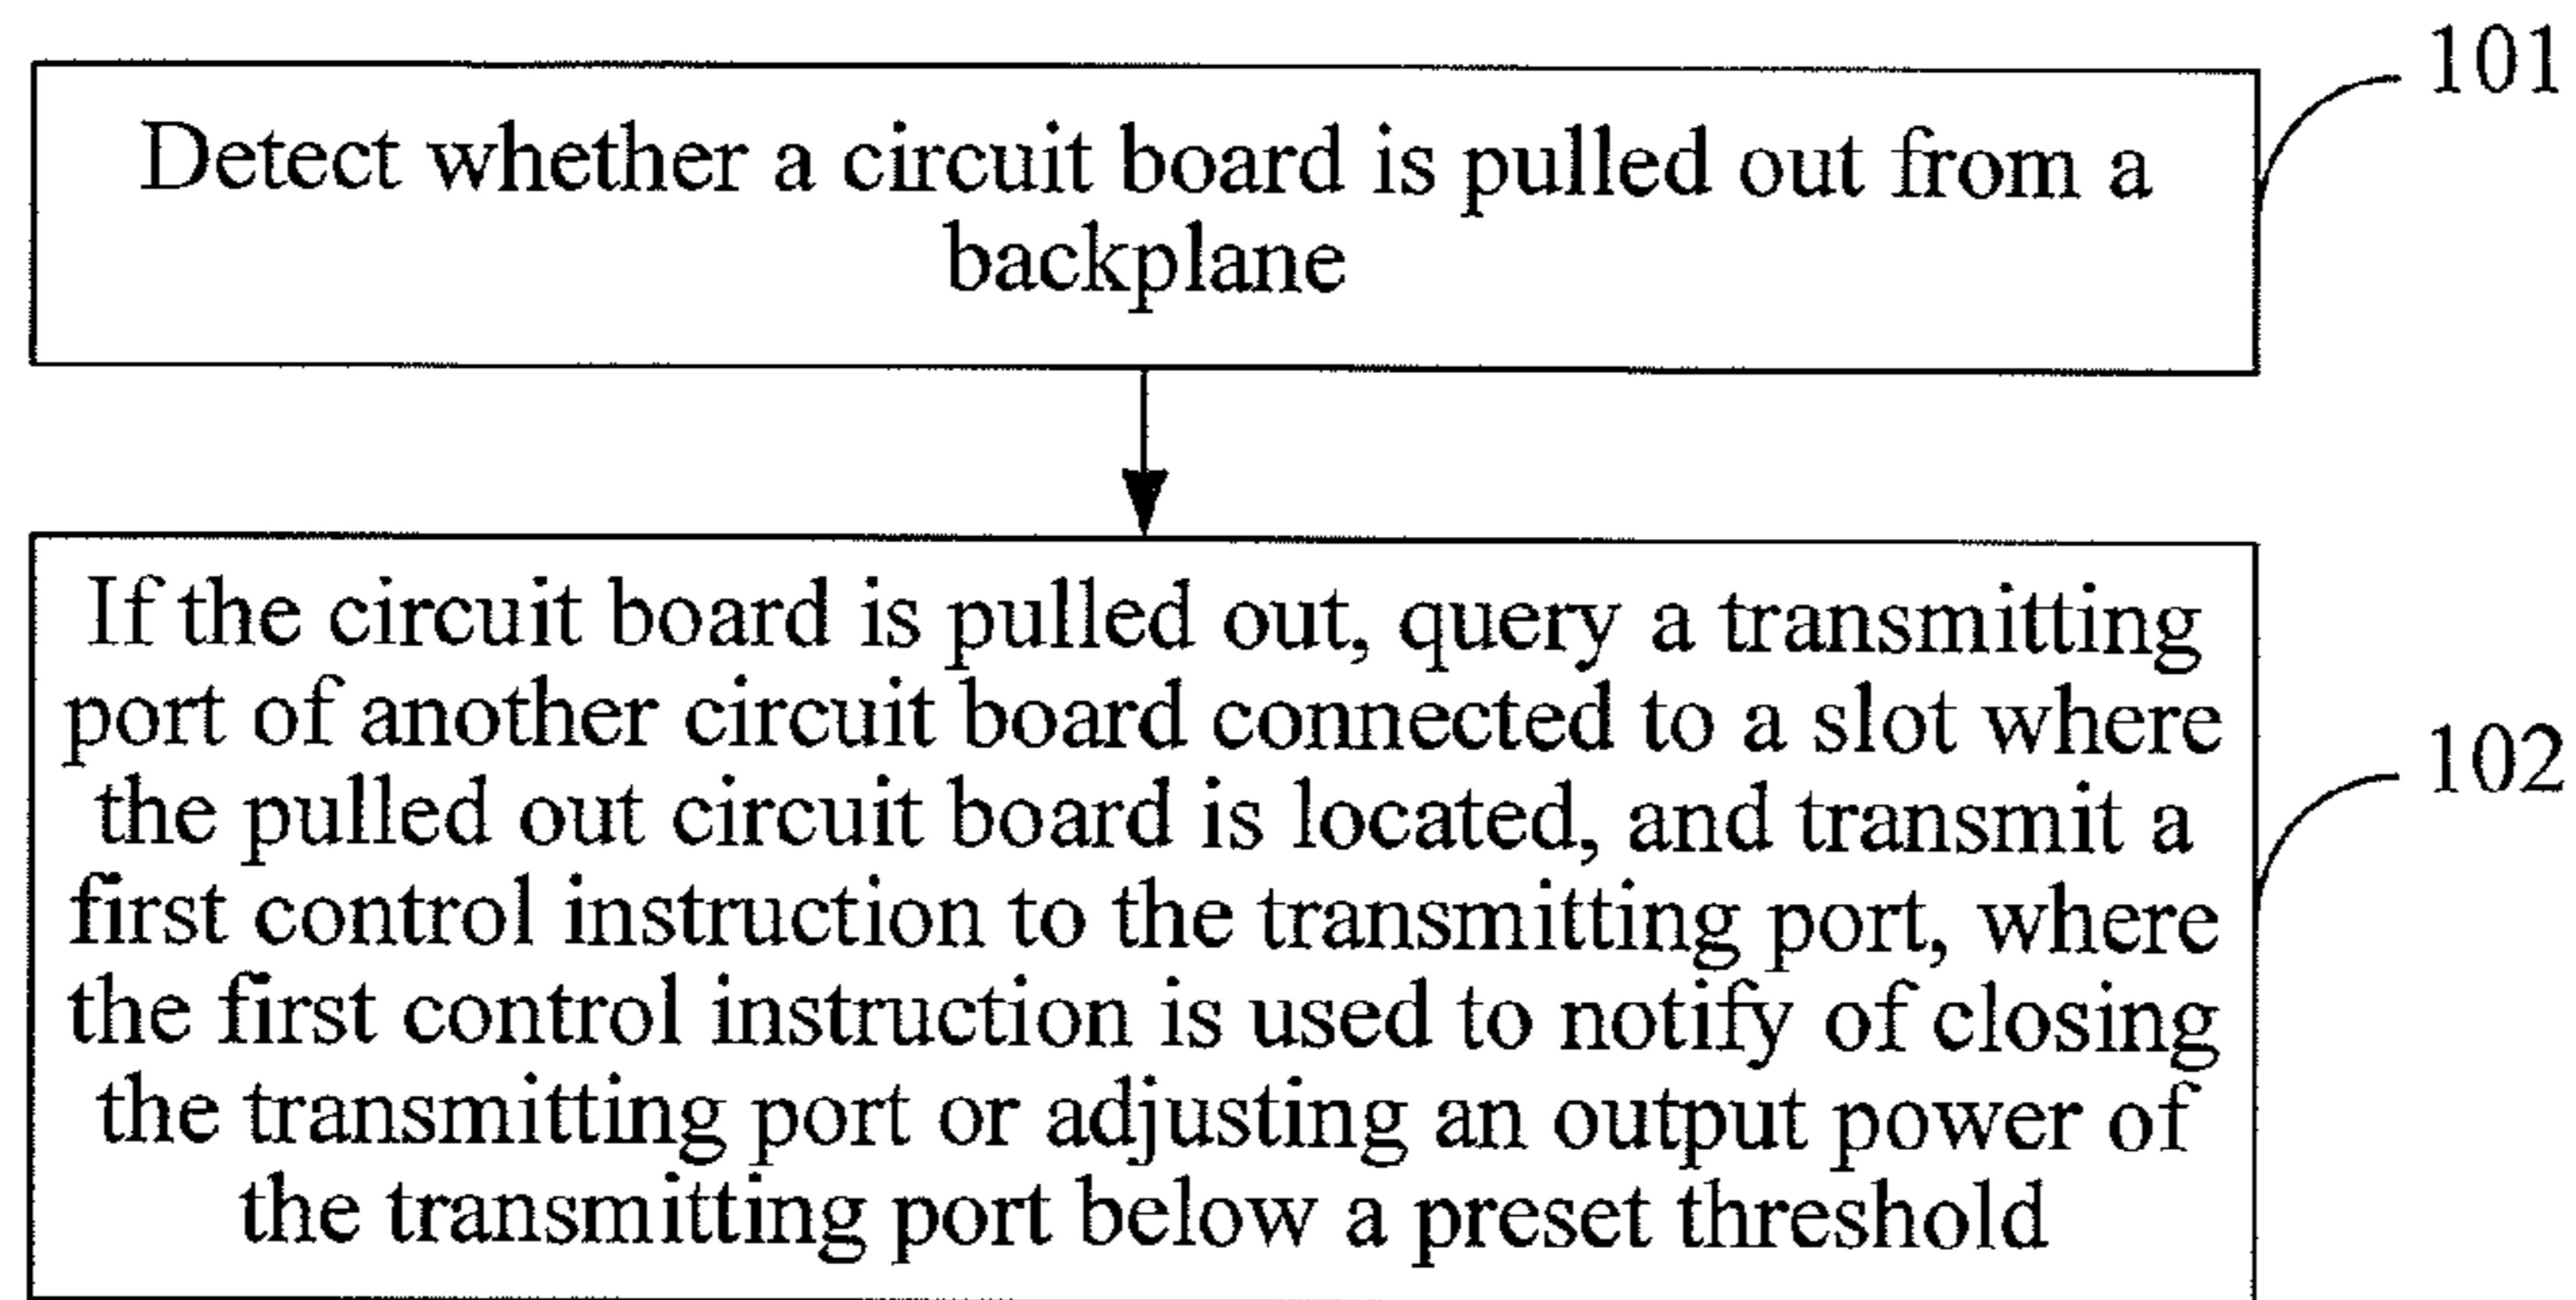 101
Detect whether a circuit board is pulled out from a
backplane
If the circuit board is pulled out, query a transmitting
port of another circuit board connected to a slot where
the pulled out circuit board is located, and transmit a
first control instruction to the transmitting port, where
the first control instruction is used to notify of closing
the transmitting port or adjusting an output power of
the transmitting port below a preset threshold
102